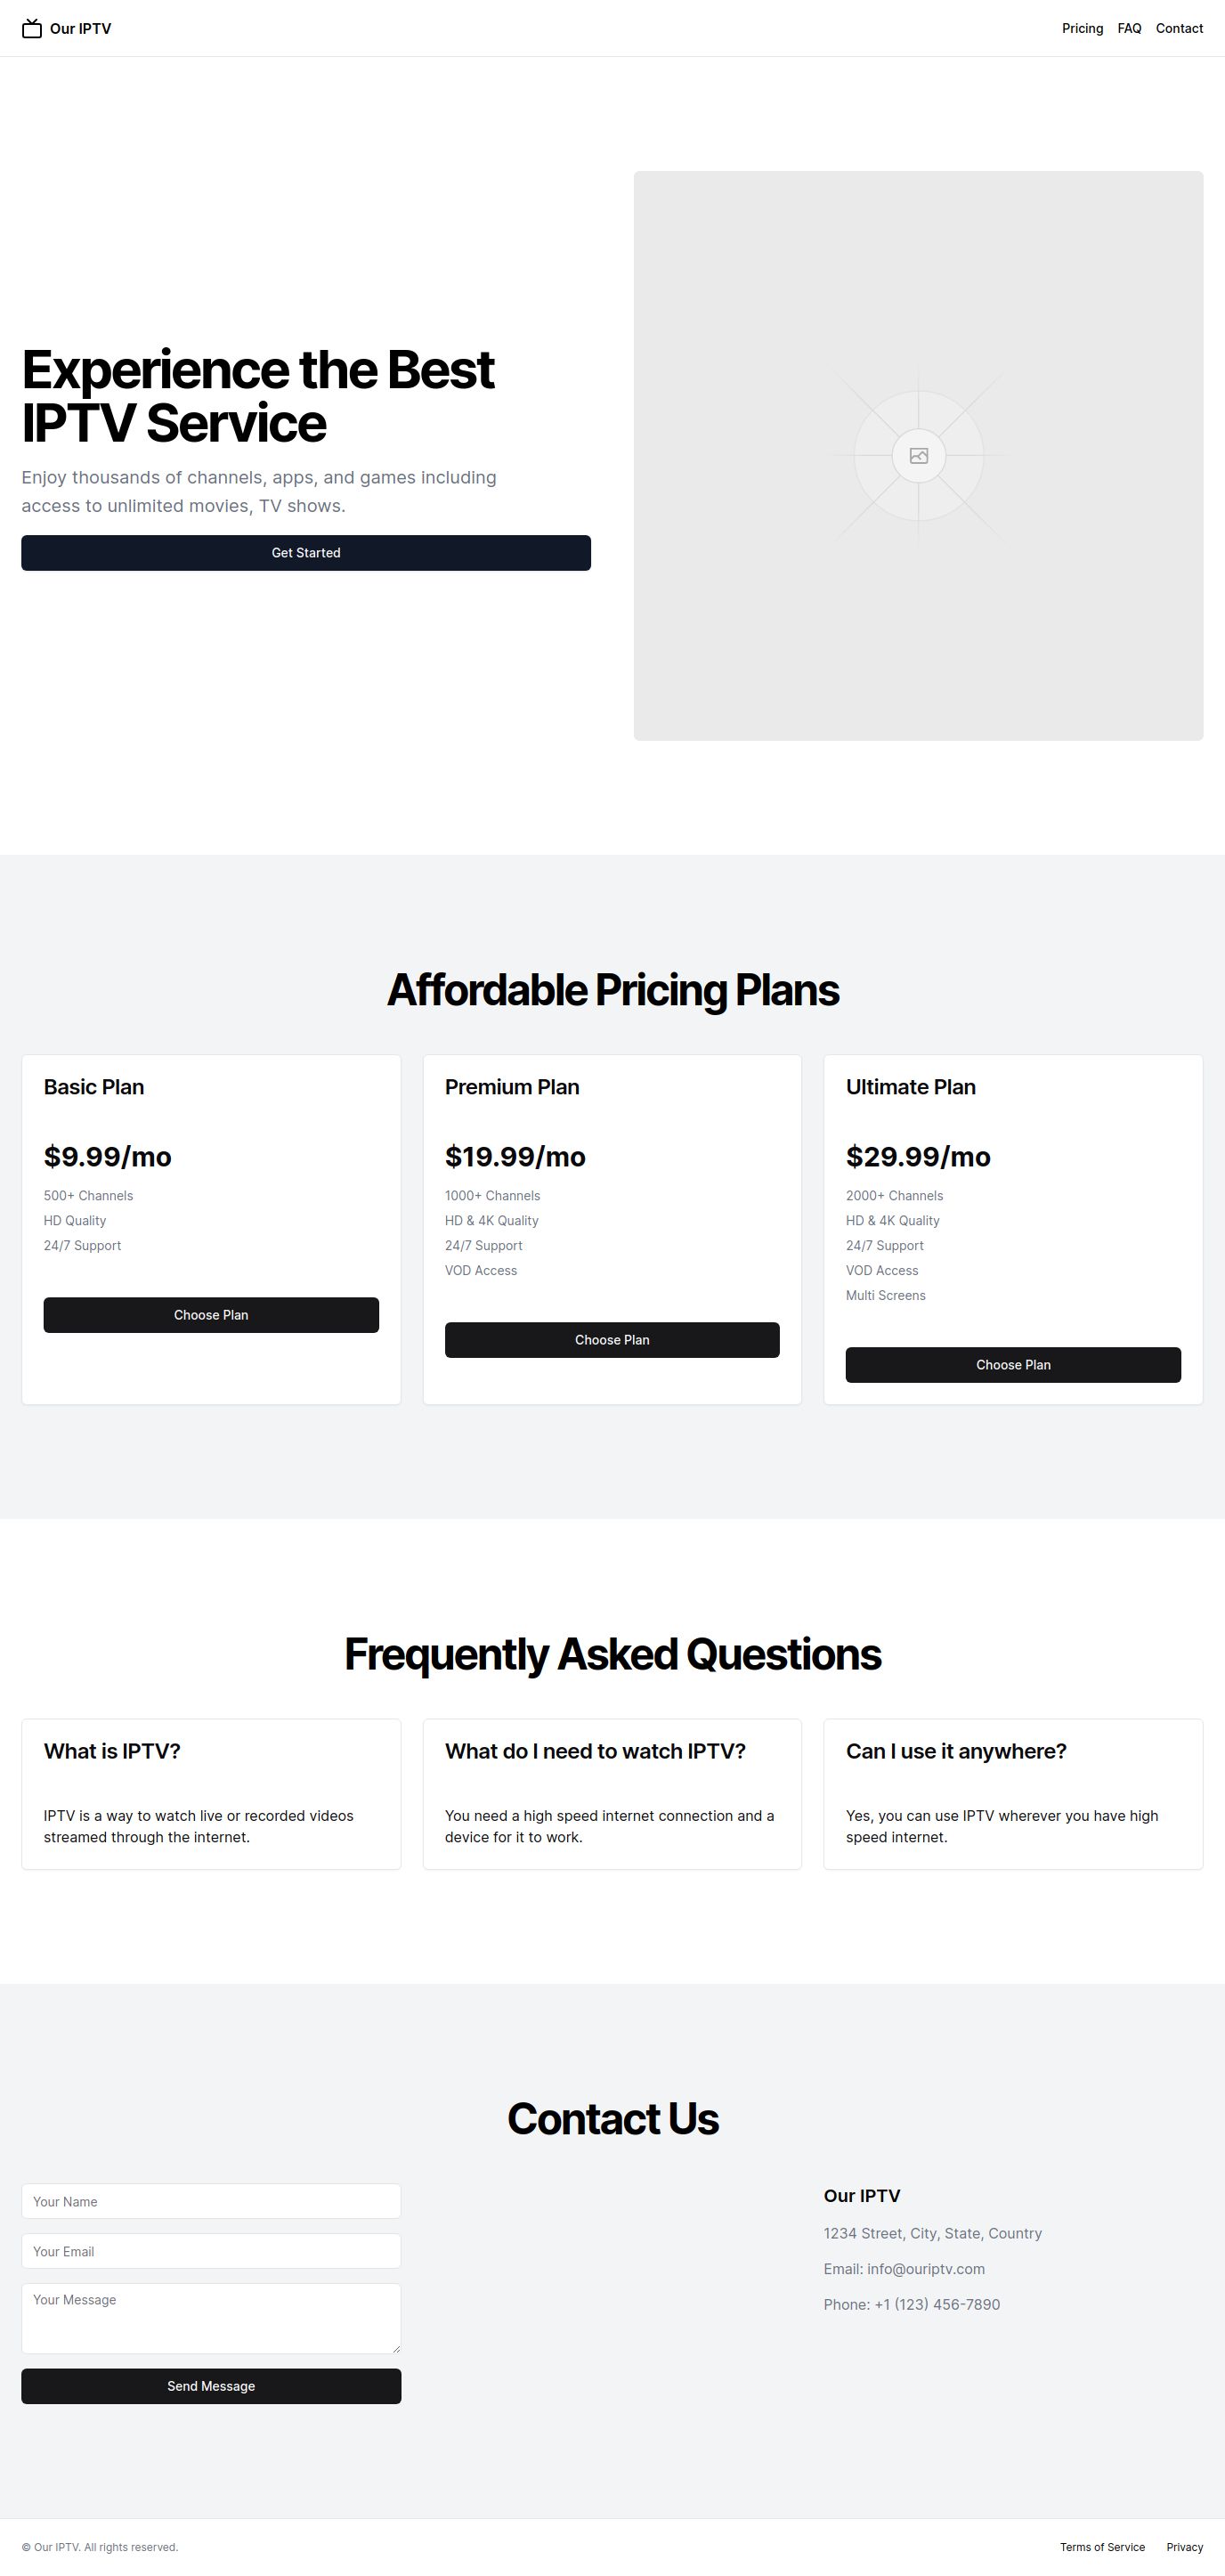 Our IPTV
Pricing FAQ Contact
Experience the Best
IPTV Service
Enjoy thousands of channels, apps, and games including
access to unlimited movies, TV shows.
Get Started
Affordable Pricing Plans
Basic Plan
$9.99/mo
500+ Channels
HD Quality
24/7 Support
Choose Plan
Premium Plan
$19.99/mo
1000+ Channels
HD & 4K Quality
24/7 Support
VOD Access
Choose Plan
Ultimate Plan
$29.99/mo
2000+ Channels
HD & 4K Quality
24/7 Support
VOD Access
Multi Screens
Choose Plan
Frequently Asked Questions
What is IPTV?
IPTV is a way to watch live or recorded videos
streamed through the internet.
What do I need to watch IPTV?
You need a high speed internet connection and a
device for it to work.
Can I use it anywhere?
Yes, you can use IPTV wherever you have high
speed internet.
Contact Us
Your Name
Your Email
Your Message
Send Message
Our IPTV
1234 Street, City, State, Country
Email: info@ouriptv.com
Phone: +1 (123) 456-7890
© Our IPTV. All rights reserved.
Terms of Service Privacy